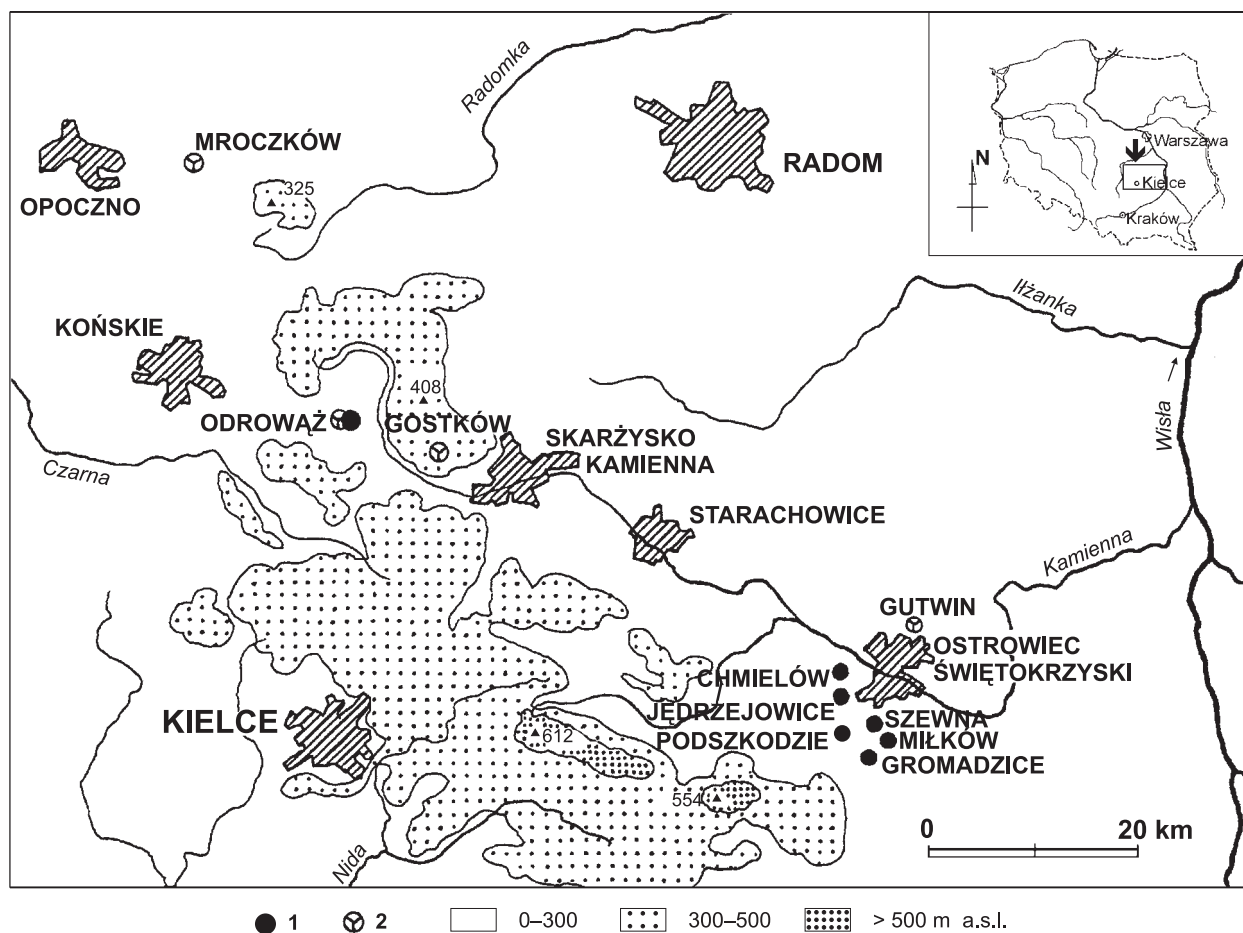 Radomka
MROCZKÓW
OPOCZNO
325
RADOM
N
Warszawa
Kielce
Kraków
KOŃSKIE
Iłżanka
Wisła
408
ODROWĄŻ
GOSTKÓW
SKARŻYSKO
KAMIENNA
Czarna
STARACHOWICE
Kamienna
GUTWIN
OSTROWIEC
ŚWIĘTOKRZYSKI
CHMIELÓW
JĘDRZEJOWICE
PODSZKODZIE
SZEWNA
MIŁKÓW
GROMADZICE
KIELCE
612
554
Nida
0 20 km
1 2 0–300 300–500 > 500 m a.s.l.